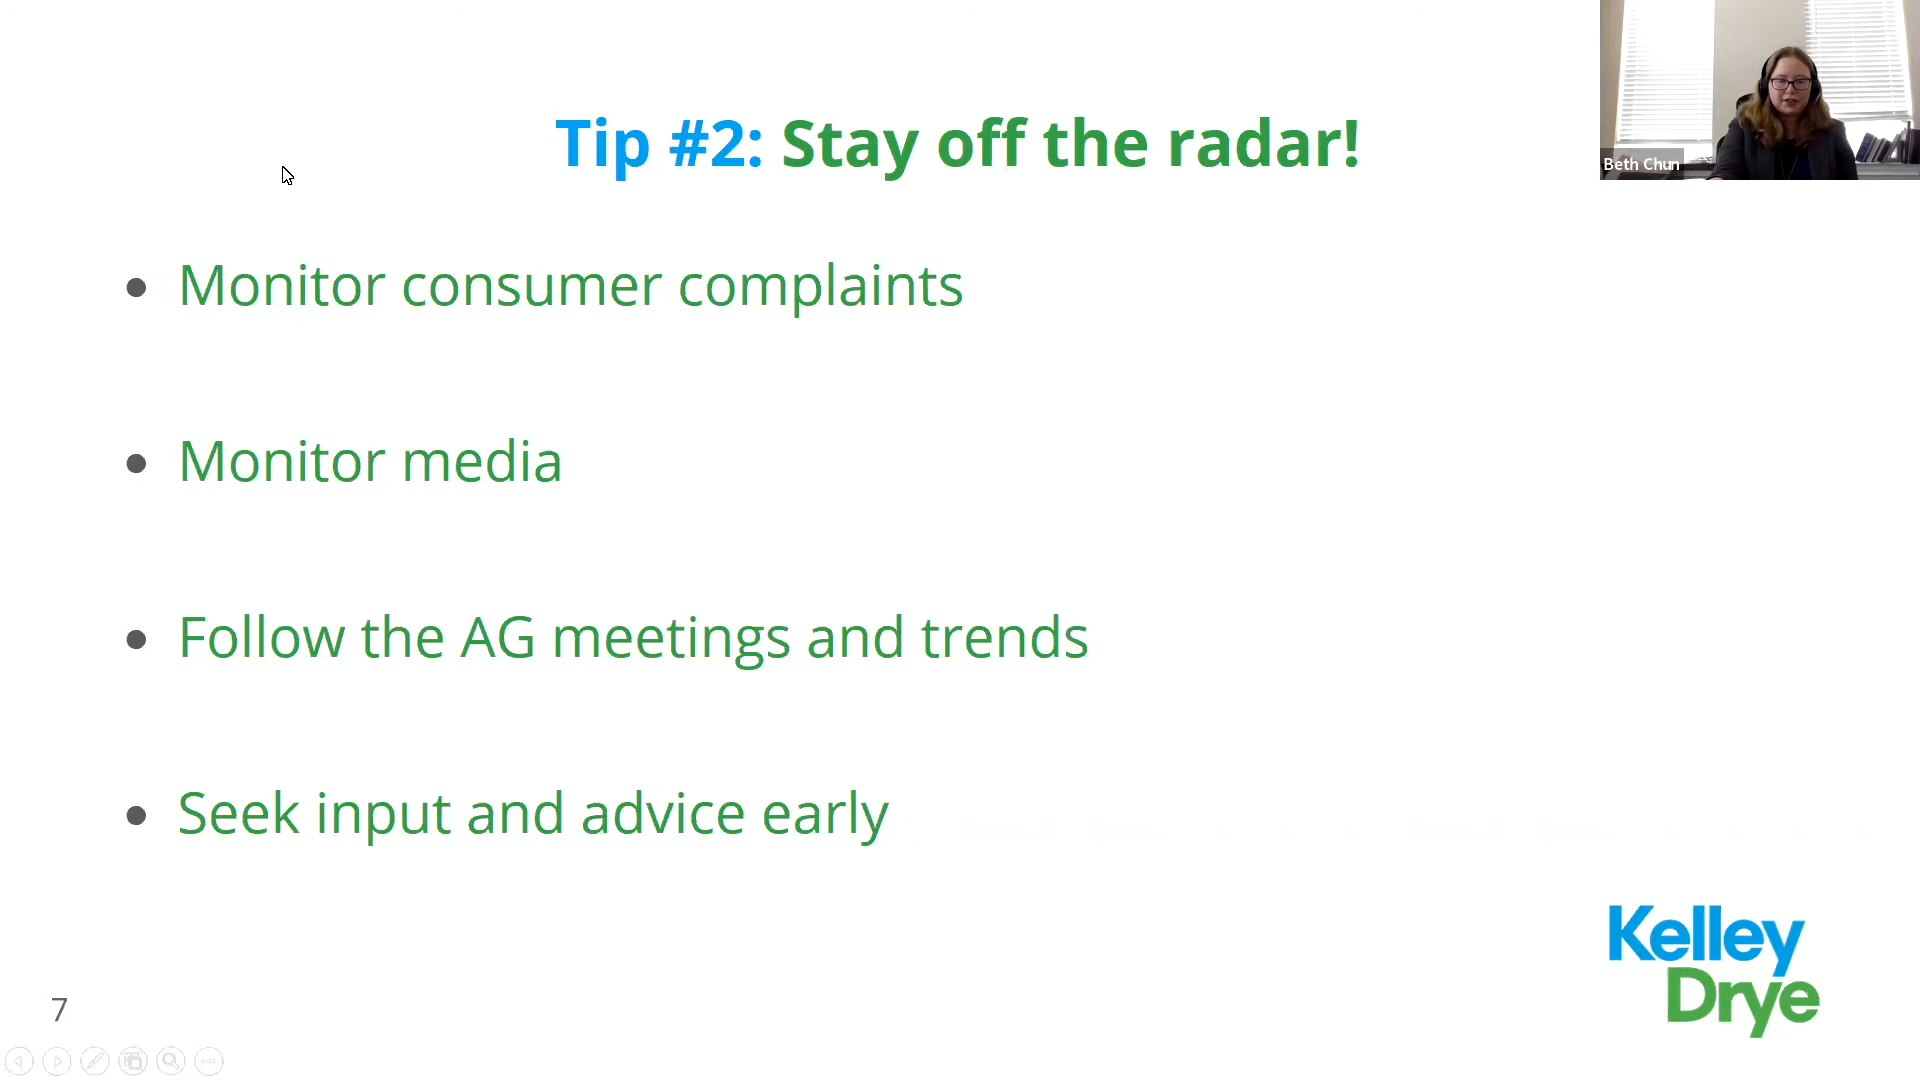 Tip #2: Stay off the radar!
Beth Chun
• Monitor consumer complaints
• Monitor media
• Follow the AG meetings and trends
• Seek input and advice early
Kelley
Drye
7